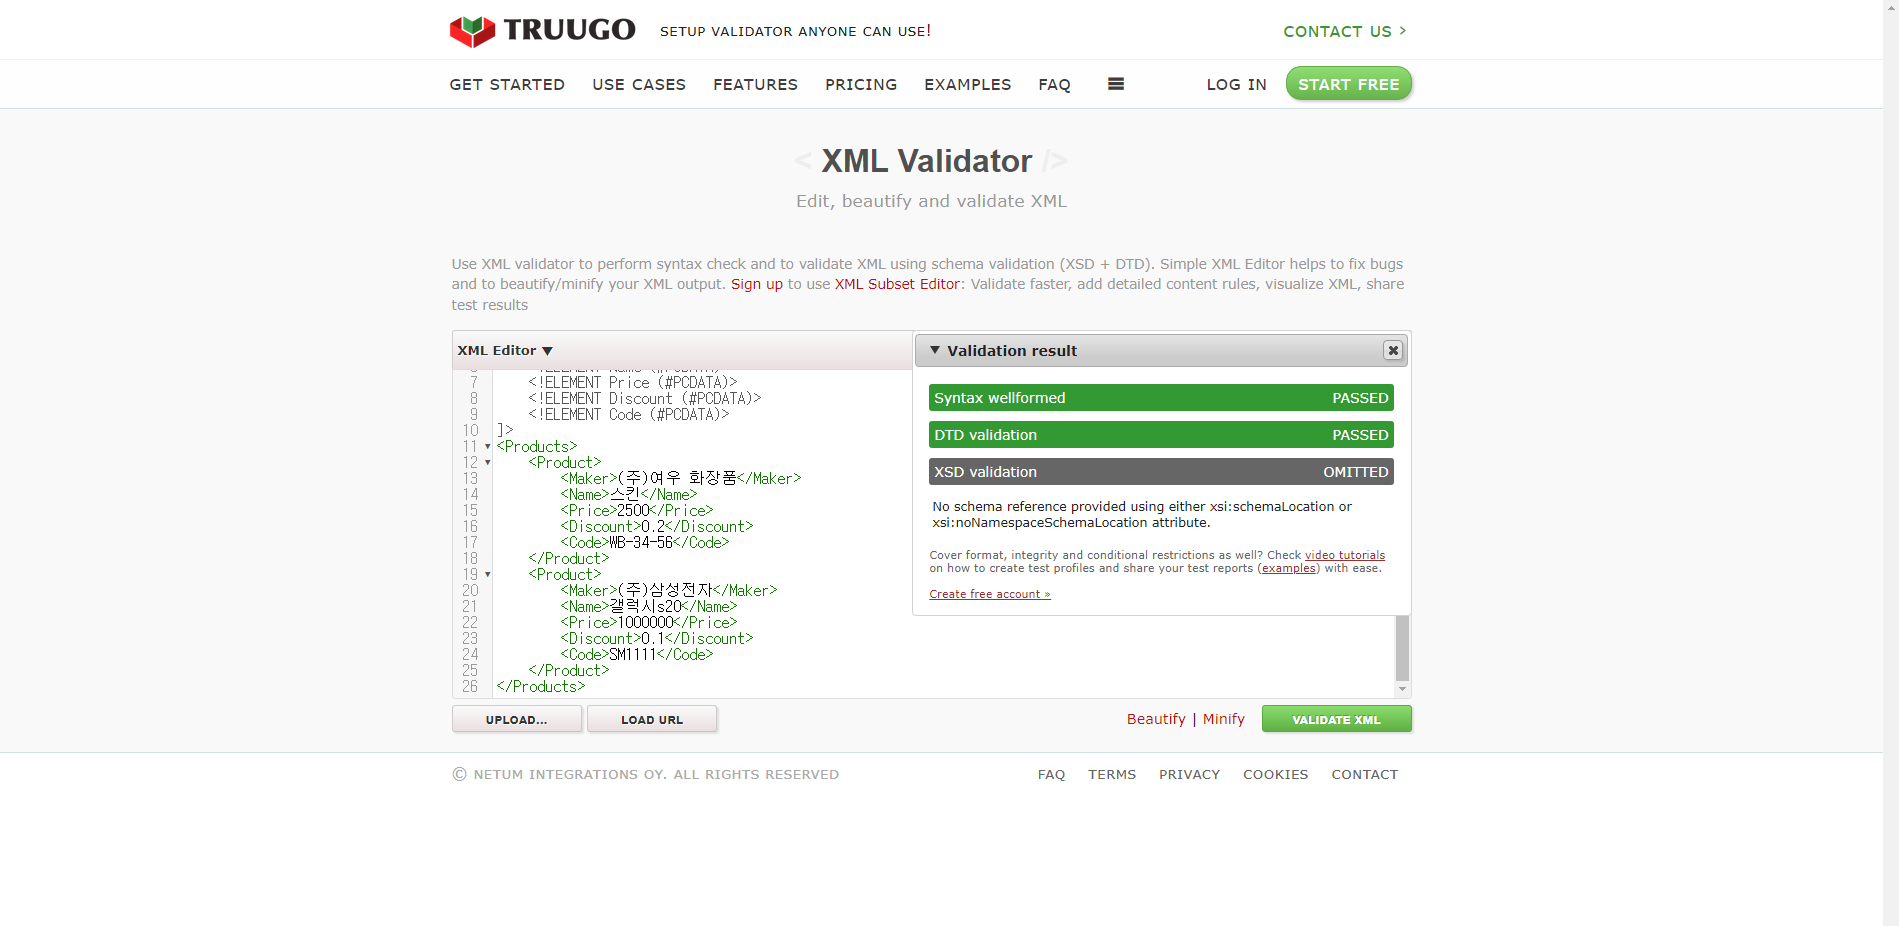 TRUUGO SETUP VALIDATOR ANYONE CAN USE! CONTACT US >
GET STARTED USE CASES FEATURES PRICING EXAMPLES FAQ LOG IN START FREE
< XML Validator />
Edit, beautify and validate XML
Use XML validator to perform syntax check and to validate XML using schema validation (XSD + DTD). Simple XML Editor helps to fix bugs
and to beautify/minify your XML output. Sign up to use XML Subset Editor: Validate faster, add detailed content rules, visualize XML, share
test results
XML Editor ▼
6 <!ELEMENT Name (#PCDATA)>
7 <!ELEMENT Price (#PCDATA)>
8 <!ELEMENT Discount (#PCDATA)>
9 <!ELEMENT Code (#PCDATA)>
10 ]>
11 <Products>
12 <Product>
13 <Maker>(주)여우 화장품</Maker>
14 <Name>스킨</Name>
15 <Price>2500</Price>
16 <Discount>0.2</Discount>
17 <Code>WB-34-56</Code>
18 </Product>
19 <Product>
20 <Maker>(주)삼성전자</Maker>
21 <Name>갤럭시s20</Name>
22 <Price>1000000</Price>
23 <Discount>0.1</Discount>
24 <Code>SM1111</Code>
25 </Product>
26 </Products>
▼ Validation result
Syntax wellformed PASSED
DTD validation PASSED
XSD validation OMITTED
No schema reference provided using either xsi:schemaLocation or
xsi:noNamespaceSchemaLocation attribute.
Cover format, integrity and conditional restrictions as well? Check video tutorials
on how to create test profiles and share your test reports (examples) with ease.
Create free account »
UPLOAD... LOAD URL Beautify | Minify VALIDATE XML
© NETUM INTEGRATIONS OY. ALL RIGHTS RESERVED FAQ TERMS PRIVACY COOKIES CONTACT